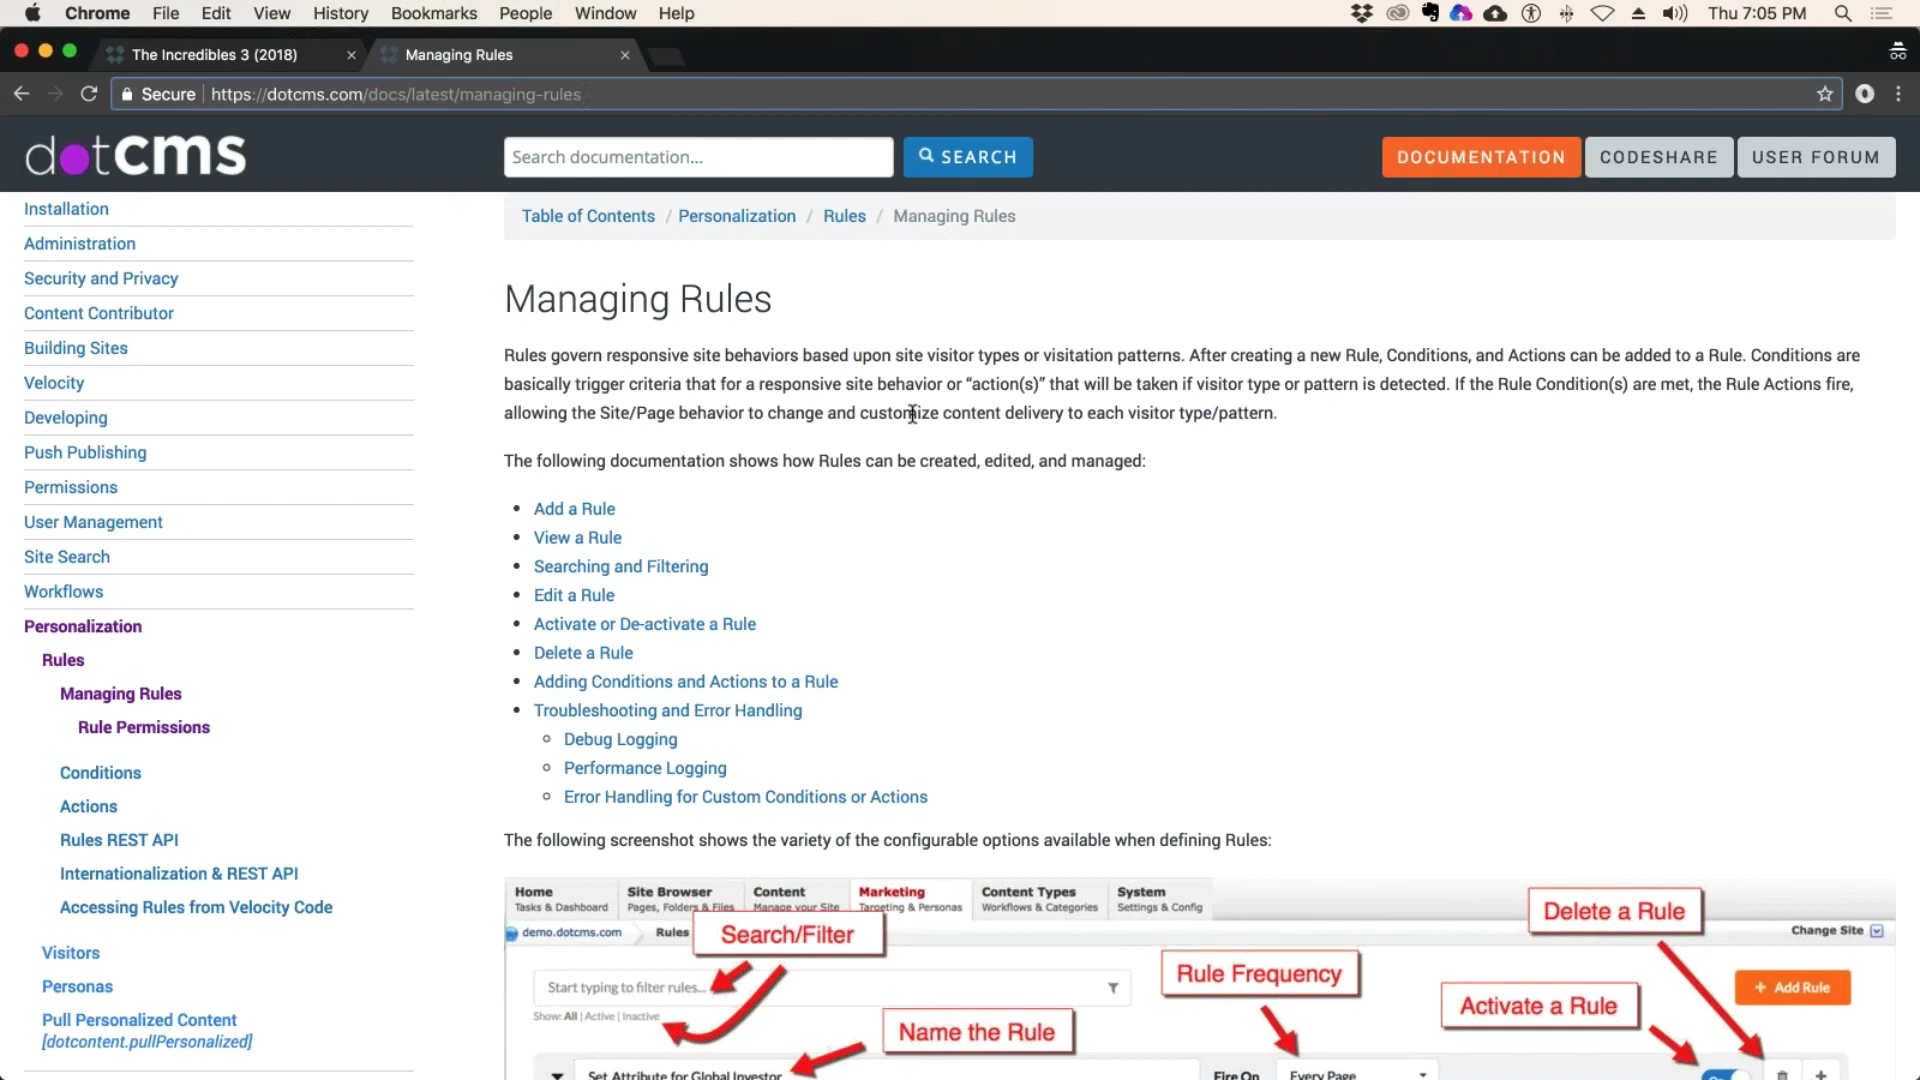 Chrome File Edit View History Bookmarks People Window Help Thu 7:05 PM
The Incredibles 3 (2018) Managing Rules
Secure https://dotcms.com/docs/latest/managing-rules
dotCMS Search documentation... SEARCH DOCUMENTATION CODESHARE USER FORUM
Installation
Administration
Security and Privacy
Content Contributor
Building Sites
Velocity
Developing
Push Publishing
Permissions
User Management
Site Search
Workflows
Personalization
Rules
Managing Rules
Rule Permissions
Conditions
Actions
Rules REST API
Internationalization & REST API
Accessing Rules from Velocity Code
Visitors
Personas
Pull Personalized Content
[dotcontent.pullPersonalized]
Table of Contents / Personalization / Rules / Managing Rules
Managing Rules
Rules govern responsive site behaviors based upon site visitor types or visitation patterns. After creating a new Rule, Conditions, and Actions can be added to a Rule. Conditions are
basically trigger criteria that for a responsive site behavior or “action(s)” that will be taken if visitor type or pattern is detected. If the Rule Condition(s) are met, the Rule Actions fire,
allowing the Site/Page behavior to change and customize content delivery to each visitor type/pattern.
The following documentation shows how Rules can be created, edited, and managed:
Add a Rule
View a Rule
Searching and Filtering
Edit a Rule
Activate or De-activate a Rule
Delete a Rule
Adding Conditions and Actions to a Rule
Troubleshooting and Error Handling
Debug Logging
Performance Logging
Error Handling for Custom Conditions or Actions
The following screenshot shows the variety of the configurable options available when defining Rules:
Home Site Browser Content Marketing Content Types System
Tasks & Dashboard Pages, Folders & Files Manage your Site Targeting & Personas Workflows & Categories Settings & Config
Delete a Rule
demo.dotcms.com Rules Search/Filter Change Site
Rule Frequency
Start typing to filter rules... + Add Rule
Activate a Rule
Show: All | Active | Inactive
Name the Rule
Set Attribute for Global Investor Fire On Every Page